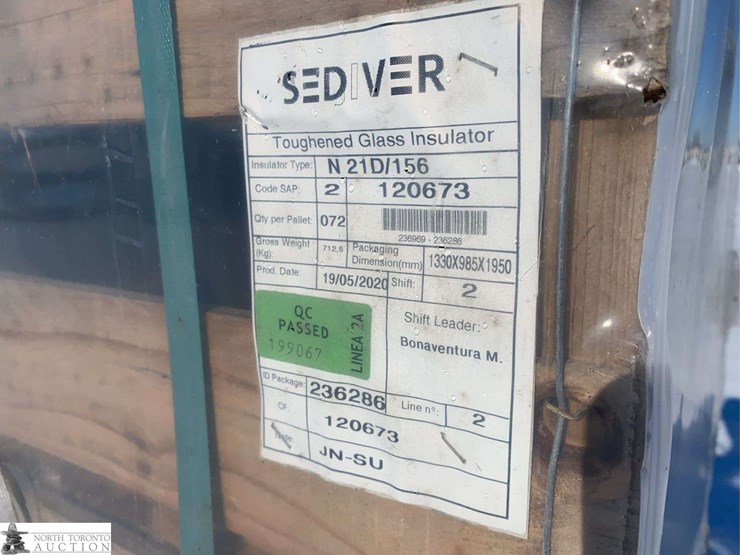 SEDIVER
Toughened Glass Insulator
Insulator Type: N 21D/156
Code SAP: 2 120673
Qty per Pallet: 072
236969 - 236286
Gross Weight (Kg): 712,5 Packaging Dimension(mm) 1330X985X1950
Prod. Date: 19/05/2020 Shift: 2
QC PASSED 199067 LINEA 2A
Shift Leader: Bonaventura M.
ID Package: 236286 Line n°: 2
CF: 120673
Note: JN-SU
NORTH TORONTO
AUCTION